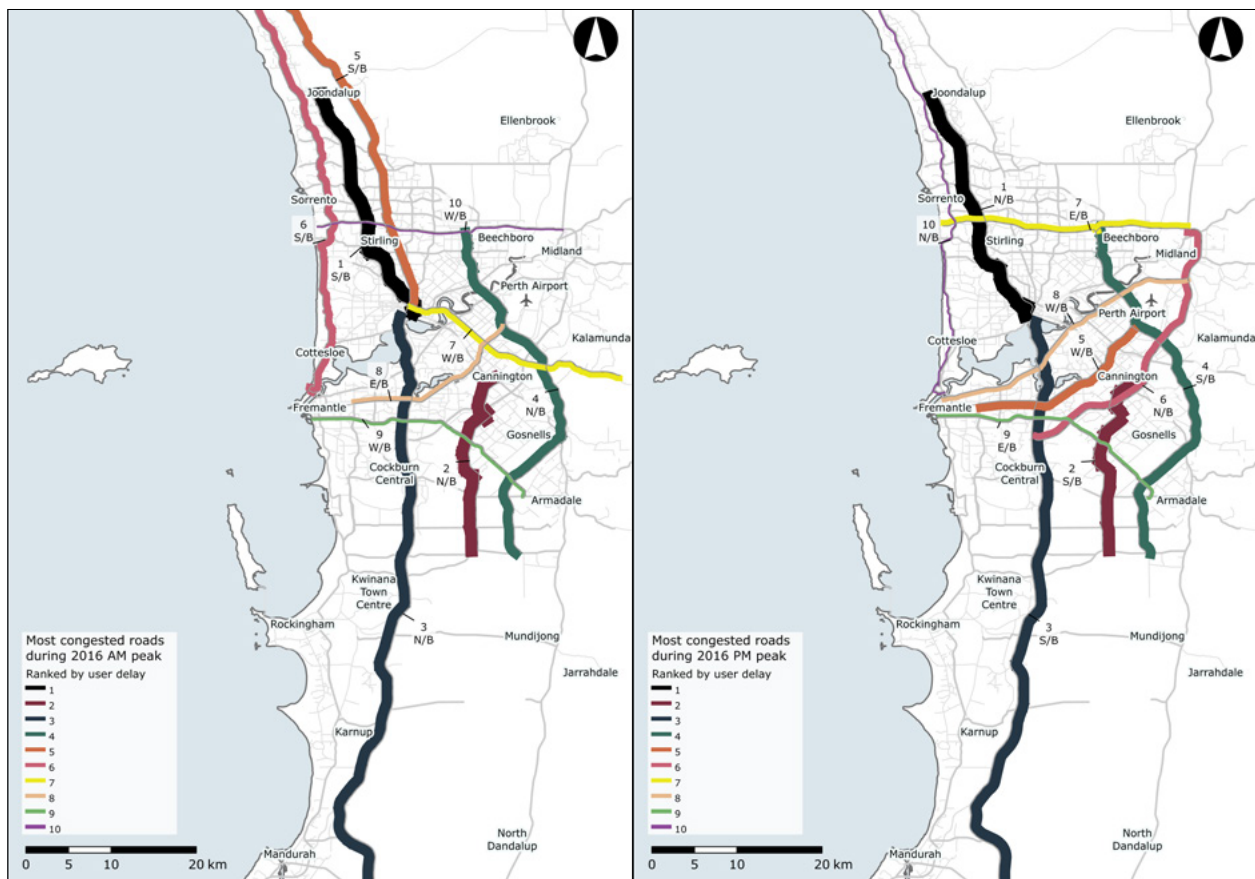 5
S/B
Joondalup
Ellenbrook
Sorrento
10
W/B
6
S/B
Stirling
Beechboro
1
S/B
Midland
Perth Airport
7
W/B
Kalamunda
Cottesloe
8
E/B
Cannington
4
N/B
Fremantle
9
W/B
Gosnells
2
N/B
Cockburn
Central
Armadale
Kwinana
Town
Centre
Rockingham
3
N/B
Mundijong
Jarrahdale
Karnup
North
Dandalup
Mandurah
Most congested roads
during 2016 AM peak
Ranked by user delay
1
2
3
4
5
6
7
8
9
10
0 5 10 20 km
Joondalup
Ellenbrook
1
N/B
Sorrento
7
E/B
10
N/B
Stirling
Beechboro
Midland
8
W/B
Perth Airport
5
W/B
Kalamunda
Cottesloe
Cannington
4
S/B
6
N/B
Fremantle
9
E/B
Gosnells
2
S/B
Cockburn
Central
Armadale
Kwinana
Town
Centre
Rockingham
3
S/B
Mundijong
Jarrahdale
Karnup
North
Dandalup
Mandurah
Most congested roads
during 2016 PM peak
Ranked by user delay
1
2
3
4
5
6
7
8
9
10
0 5 10 20 km